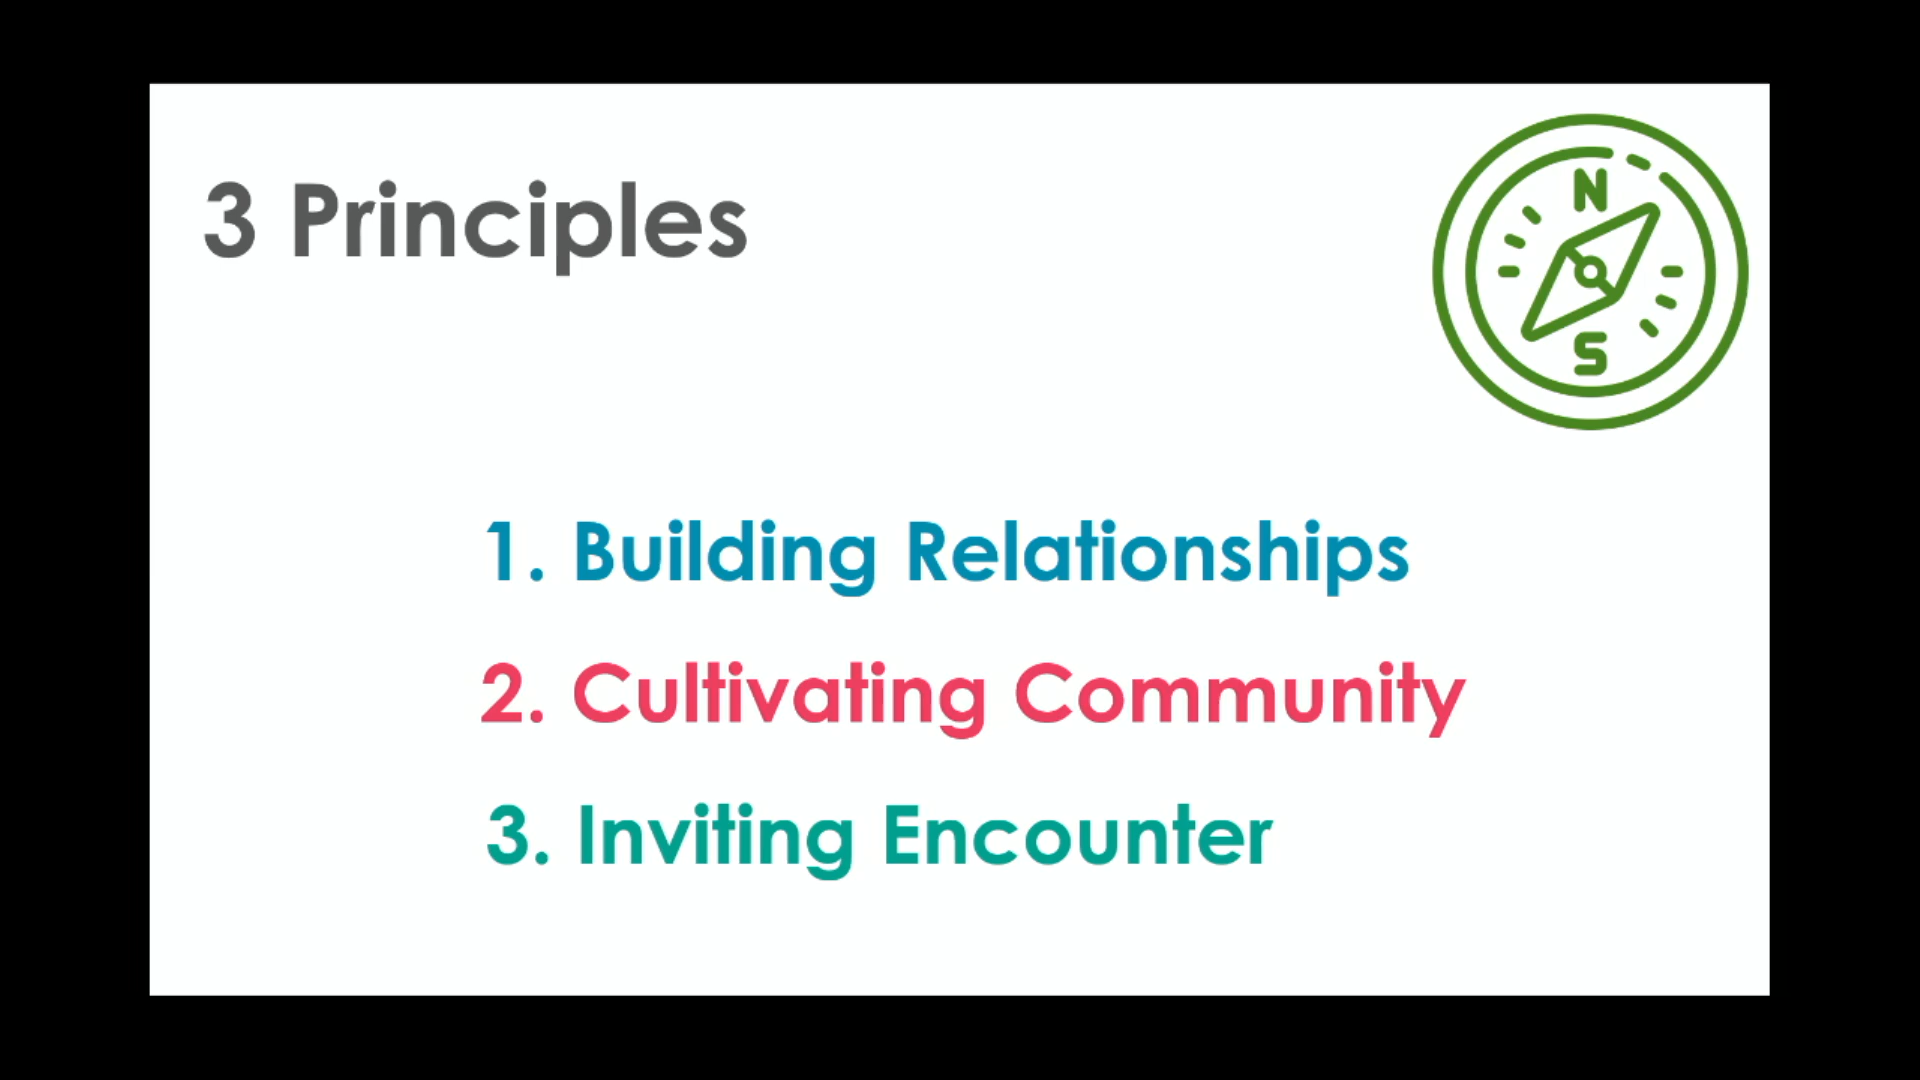 3 Principles
N
S
1. Building Relationships
2. Cultivating Community
3. Inviting Encounter